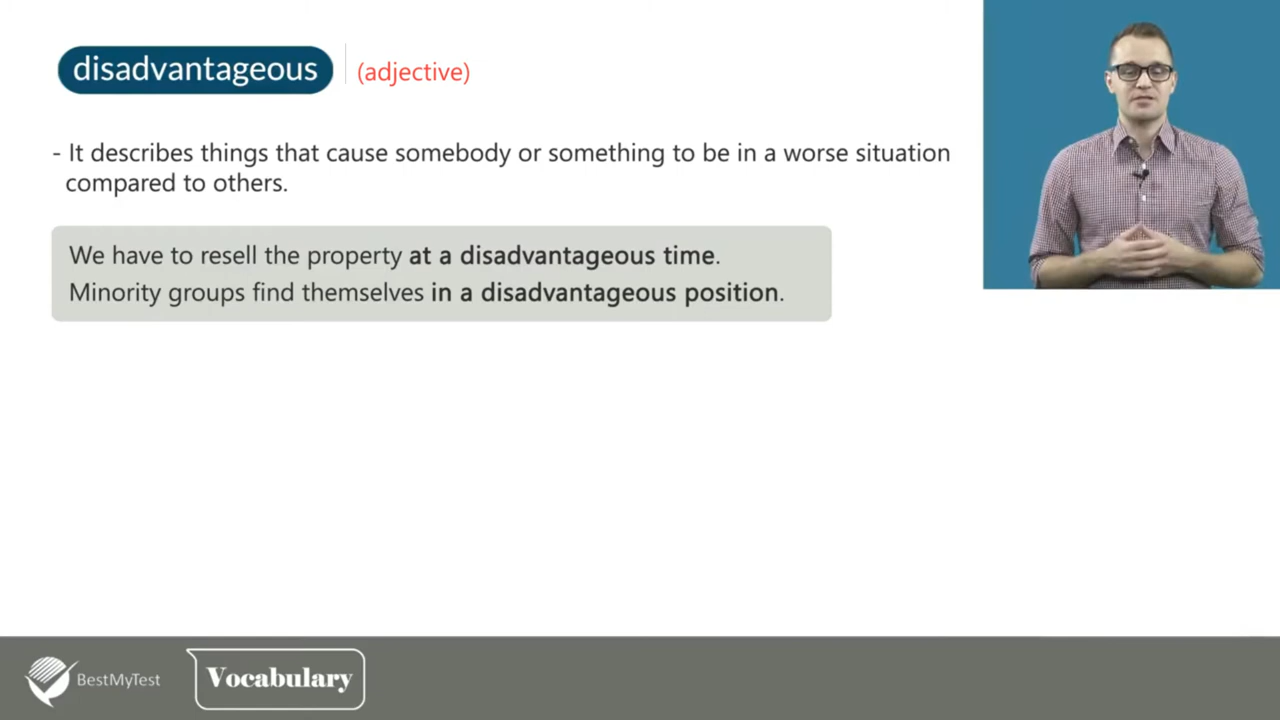 disadvantageous (adjective)
- It describes things that cause somebody or something to be in a worse situation
compared to others.
We have to resell the property at a disadvantageous time.
Minority groups find themselves in a disadvantageous position.
BestMyTest Vocabulary